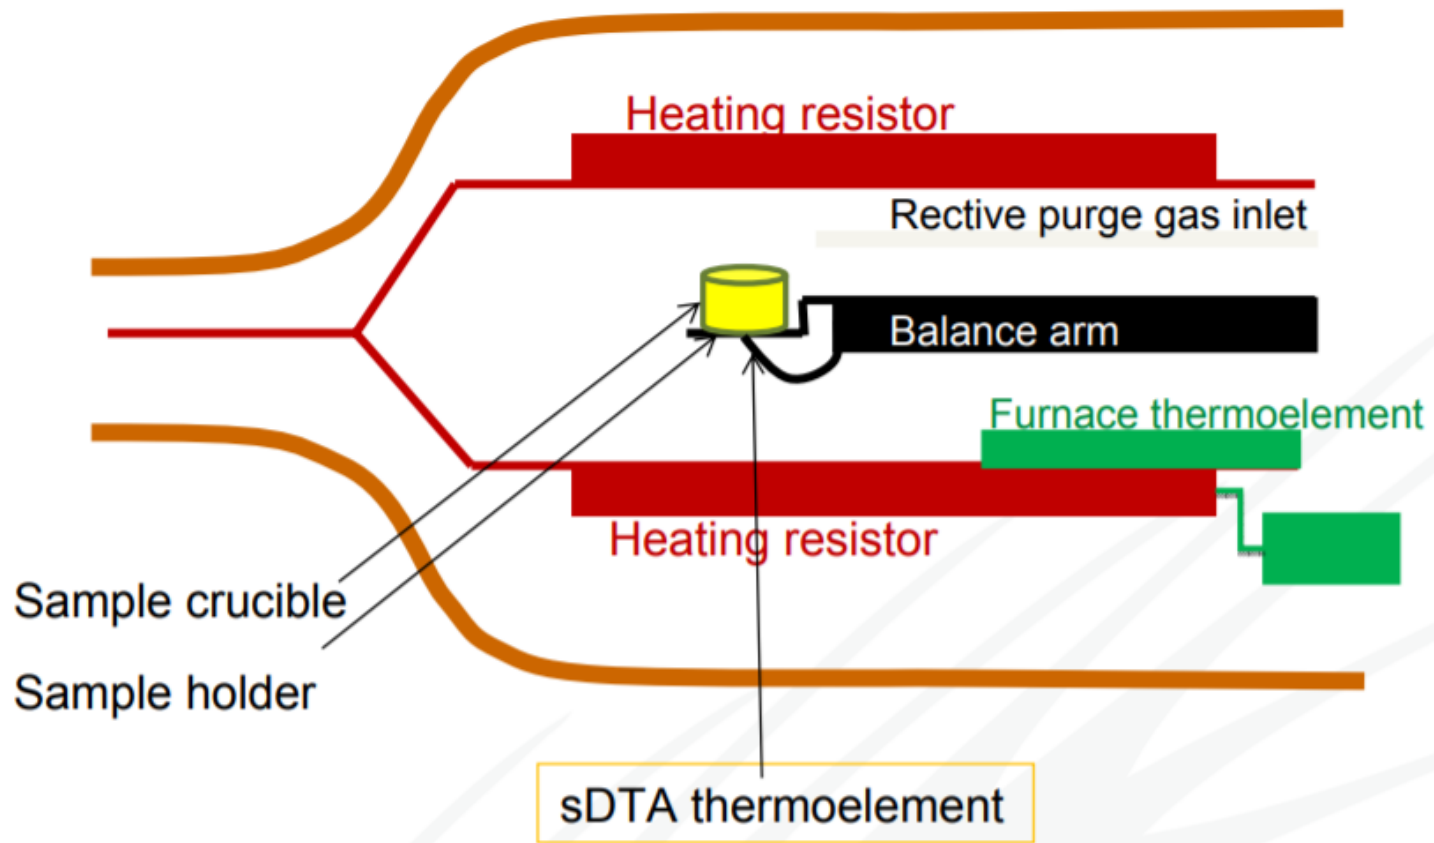 Heating resistor
Rective purge gas inlet
Balance arm
Furnace thermoelement
Heating resistor
Sample crucible
Sample holder
sDTA thermoelement